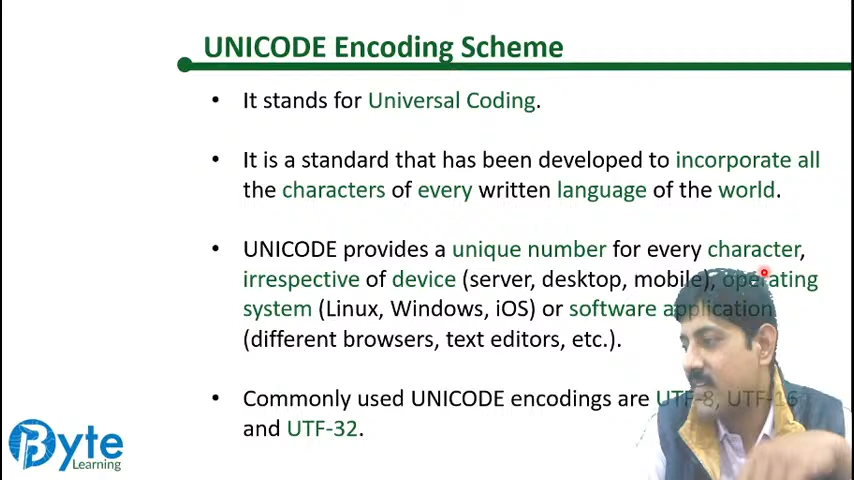 UNICODE Encoding Scheme
• It stands for Universal Coding.
• It is a standard that has been developed to incorporate all
the characters of every written language of the world.
• UNICODE provides a unique number for every character,
irrespective of device (server, desktop, mobile), operating
system (Linux, Windows, iOS) or software application
(different browsers, text editors, etc.).
• Commonly used UNICODE encodings are UTF-8, UTF-16
and UTF-32.
Byte
Learning